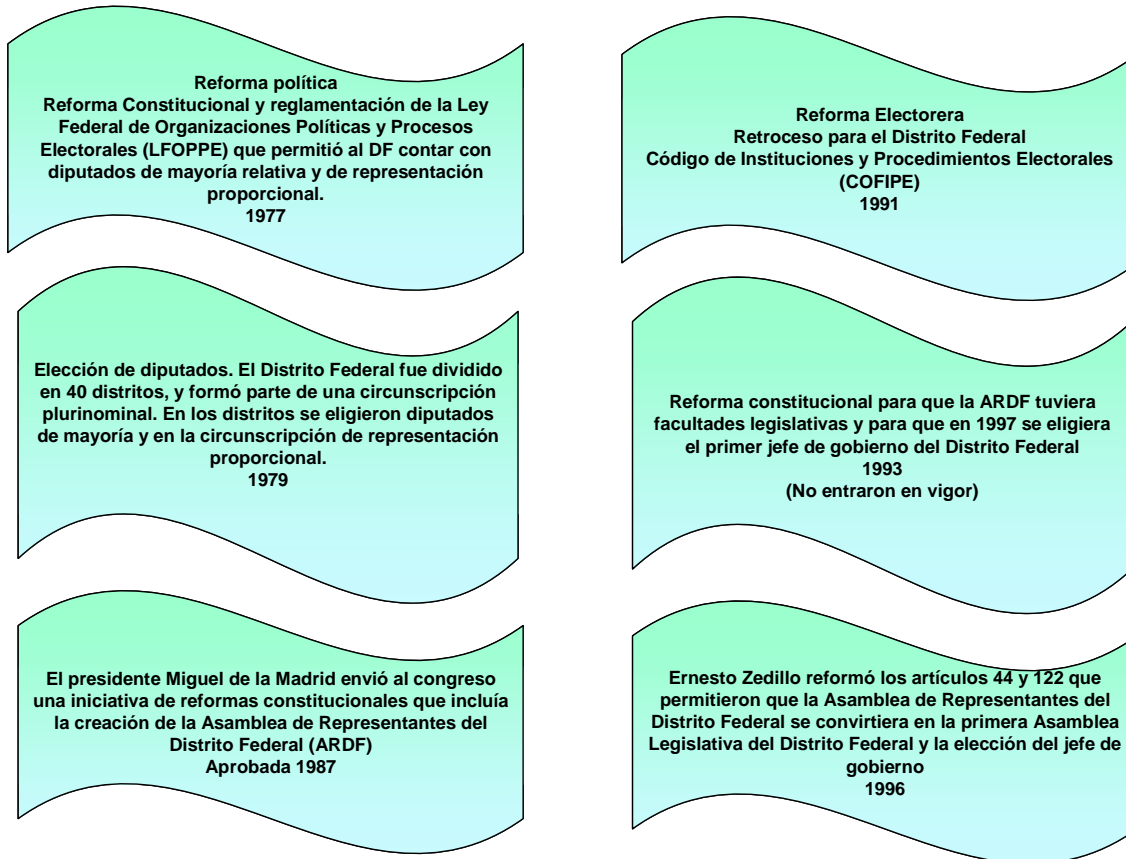 Reforma política
Reforma Constitucional y reglamentación de la Ley
Federal de Organizaciones Políticas y Procesos
Electorales (LFOPPE) que permitió al DF contar con
diputados de mayoría relativa y de representación
proporcional.
1977
Elección de diputados. El Distrito Federal fue dividido
en 40 distritos, y formó parte de una circunscripción
plurinominal. En los distritos se eligieron diputados
de mayoría y en la circunscripción de representación
proporcional.
1979
El presidente Miguel de la Madrid envió al congreso
una iniciativa de reformas constitucionales que incluía
la creación de la Asamblea de Representantes del
Distrito Federal (ARDF)
Aprobada 1987
Reforma Electorera
Retroceso para el Distrito Federal
Código de Instituciones y Procedimientos Electorales
(COFIPE)
1991
Reforma constitucional para que la ARDF tuviera
facultades legislativas y para que en 1997 se eligiera
el primer jefe de gobierno del Distrito Federal
1993
(No entraron en vigor)
Ernesto Zedillo reformó los artículos 44 y 122 que
permitieron que la Asamblea de Representantes del
Distrito Federal se convirtiera en la primera Asamblea
Legislativa del Distrito Federal y la elección del jefe de
gobierno
1996